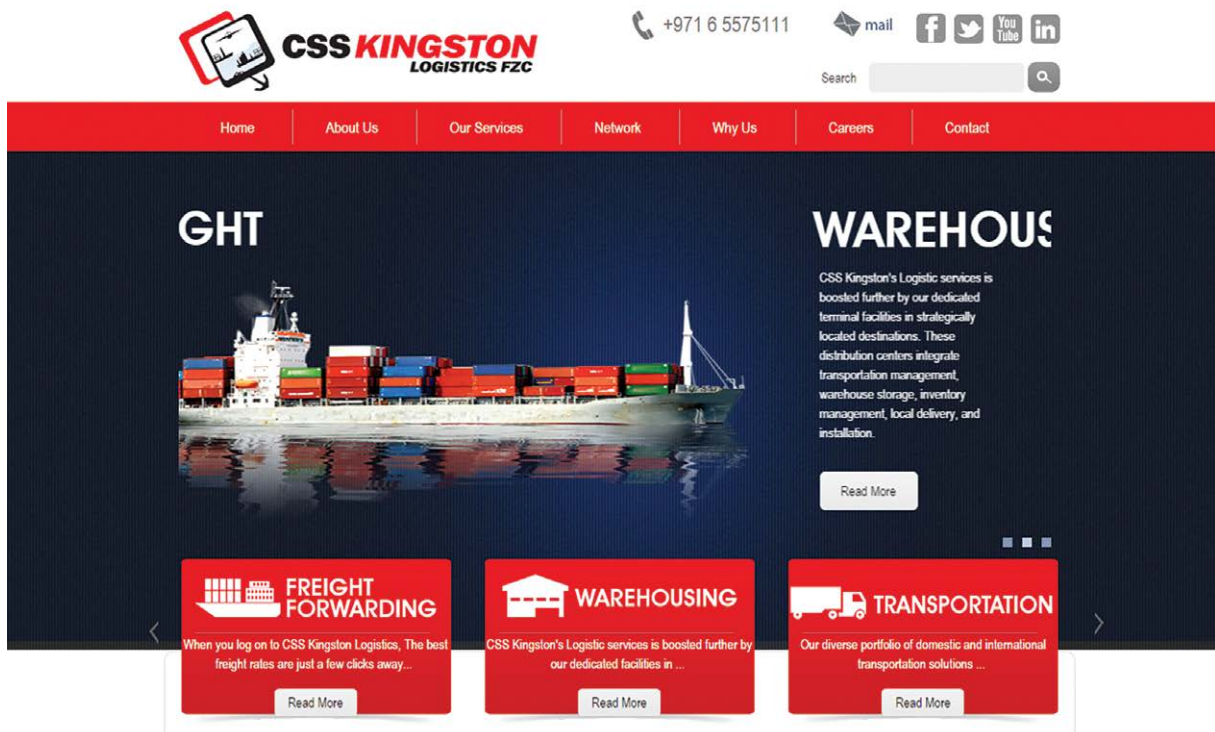 CSS KINGSTON
LOGISTICS FZC
+971 6 5575111
mail
You
Tube
in
Search
Home
About Us
Our Services
Network
Why Us
Careers
Contact
GHT
WAREHOUS
CSS Kingston's Logistic services is
boosted further by our dedicated
terminal facilities in strategically
located destinations. These
distribution centers integrate
transportation management,
warehouse storage, inventory
management, local delivery, and
installation.
Read More
FREIGHT
FORWARDING
When you log on to CSS Kingston Logistics, The best
freight rates are just a few clicks away...
Read More
WAREHOUSING
CSS Kingston's Logistic services is boosted further by
our dedicated facilities in ...
Read More
TRANSPORTATION
Our diverse portfolio of domestic and international
transportation solutions ...
Read More